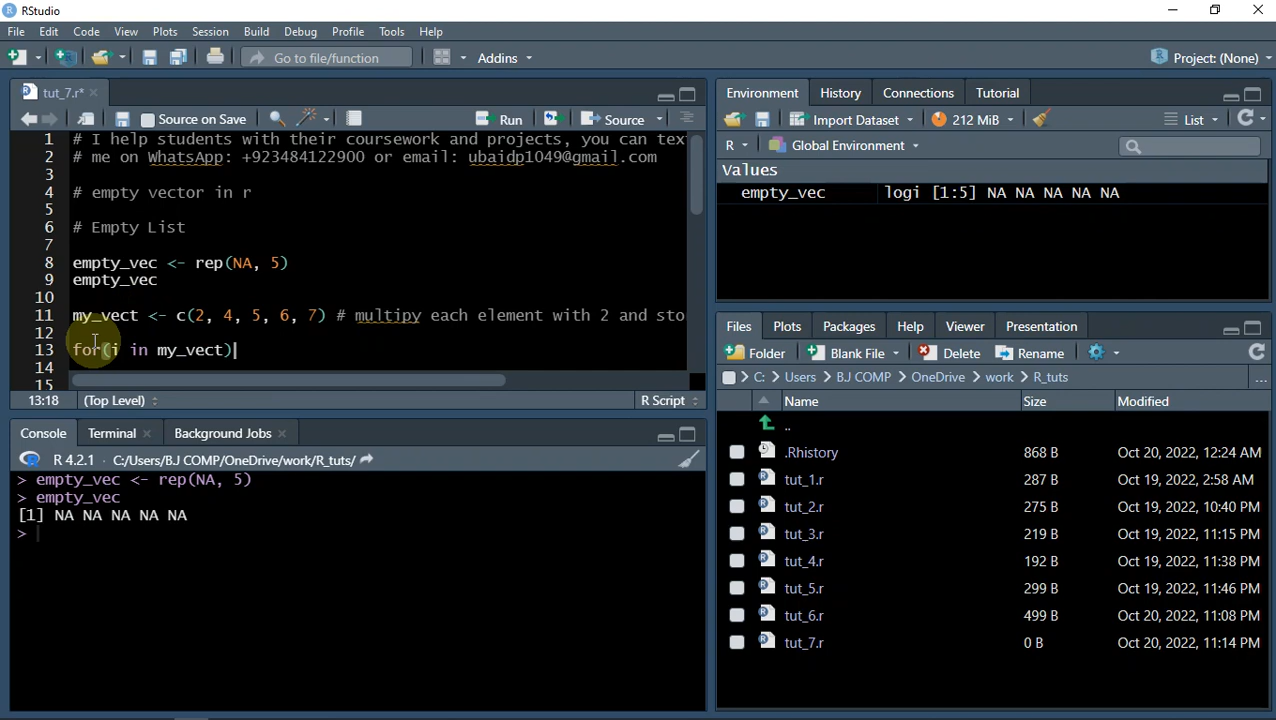 RStudio
File Edit Code View Plots Session Build Debug Profile Tools Help
Go to file/function Addins Project: (None)
tut_7.r*
Source on Save Run Source
1 # I help students with their coursework and projects, you can tex
2 # me on WhatsApp: +923484122900 or email: ubaidp1049@gmail.com
3
4 # empty vector in r
5
6 # Empty List
7
8 empty_vec <- rep(NA, 5)
9 empty_vec
10
11 my_vect <- c(2, 4, 5, 6, 7) # multipy each element with 2 and sto
12
13 for(i in my_vect)
14
15
13:18 (Top Level) R Script
Console Terminal Background Jobs
R 4.2.1 · C:/Users/BJ COMP/OneDrive/work/R_tuts/
> empty_vec <- rep(NA, 5)
> empty_vec
[1] NA NA NA NA NA
>
Environment History Connections Tutorial
Import Dataset 212 MiB List
R Global Environment
Values
empty_vec logi [1:5] NA NA NA NA NA
Files Plots Packages Help Viewer Presentation
Folder Blank File Delete Rename
C: > Users > BJ COMP > OneDrive > work > R_tuts ...
Name Size Modified
..
.Rhistory 868 B Oct 20, 2022, 12:24 AM
tut_1.r 287 B Oct 19, 2022, 2:58 AM
tut_2.r 275 B Oct 19, 2022, 10:40 PM
tut_3.r 219 B Oct 19, 2022, 11:15 PM
tut_4.r 192 B Oct 19, 2022, 11:38 PM
tut_5.r 299 B Oct 19, 2022, 11:46 PM
tut_6.r 499 B Oct 20, 2022, 11:08 PM
tut_7.r 0 B Oct 20, 2022, 11:14 PM